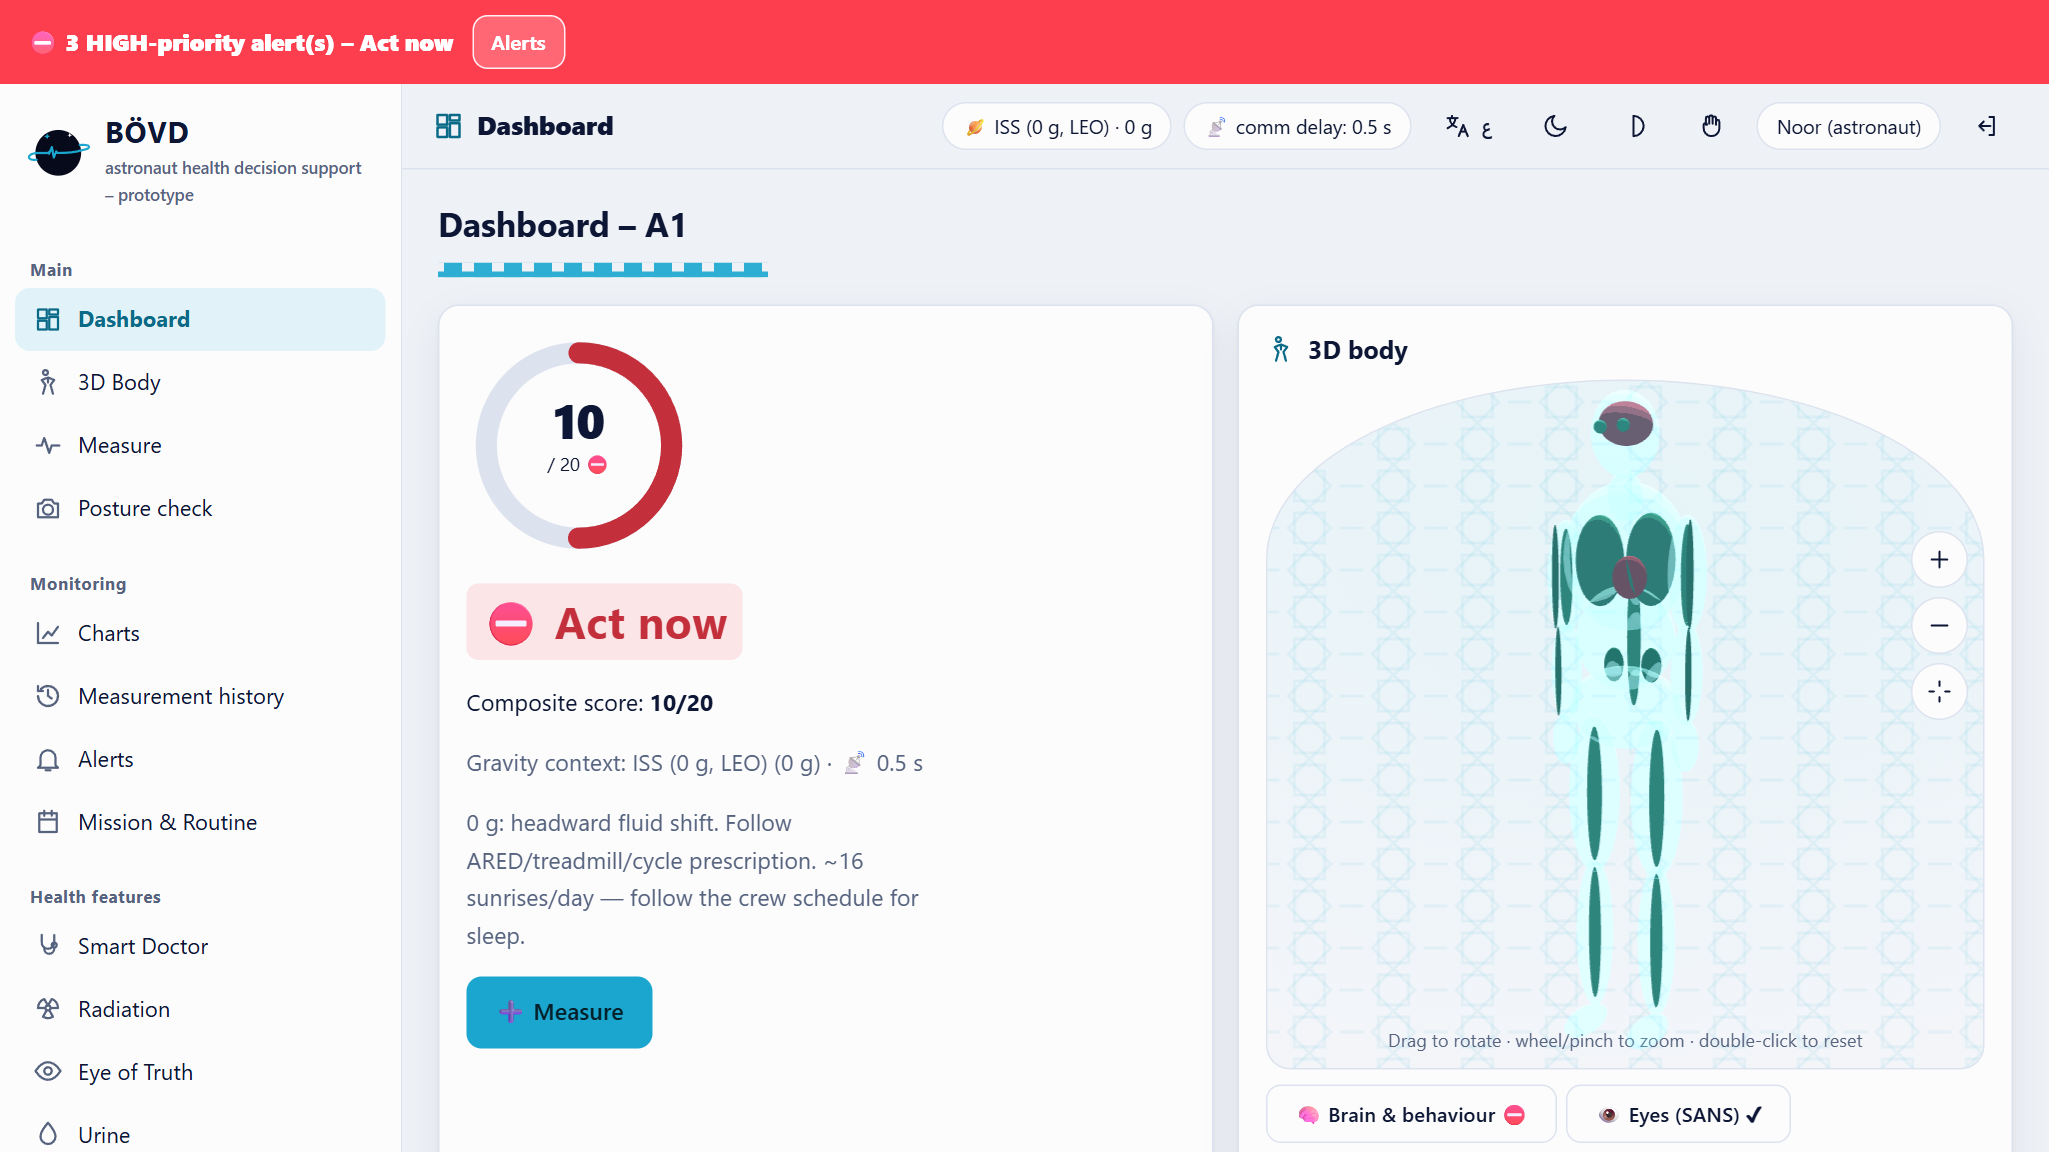 3 HIGH-priority alert(s) – Act now
Alerts
BÖVD
astronaut health decision support
– prototype
Main
Dashboard
3D Body
Measure
Posture check
Monitoring
Charts
Measurement history
Alerts
Mission & Routine
Health features
Smart Doctor
Radiation
Eye of Truth
Urine
Dashboard
ISS (0 g, LEO) · 0 g
comm delay: 0.5 s
ع
Noor (astronaut)
Dashboard – A1
10
/ 20
Act now
Composite score: 10/20
Gravity context: ISS (0 g, LEO) (0 g) · 0.5 s
0 g: headward fluid shift. Follow
ARED/treadmill/cycle prescription. ~16
sunrises/day — follow the crew schedule for
sleep.
Measure
3D body
Drag to rotate · wheel/pinch to zoom · double-click to reset
Brain & behaviour
Eyes (SANS) ✓